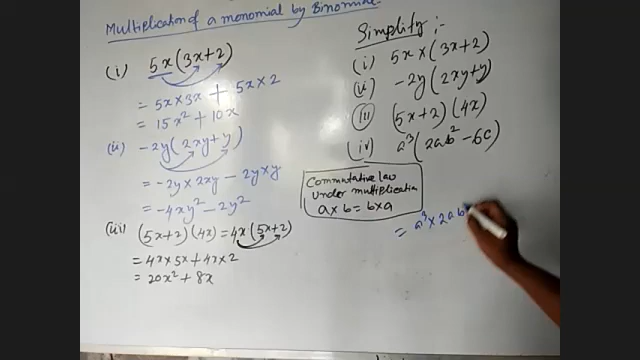 Multiplication of a monomial by Binomial.
(i) 5x(3x+2)
= 5x×3x + 5x×2
= 15x² + 10x
(ii) -2y(2xy+y)
= -2y×2xy - 2y×y
= -4xy² - 2y²
(iii) (5x+2)(4x) = 4x(5x+2)
= 4x×5x + 4x×2
= 20x² + 8x
Simplify :-
(i) 5x×(3x+2)
(ii) -2y(2xy+y)
(iii) (5x+2)(4x)
(iv) a³(2ab²-6c)
Commutative law
under multiplication
a×b = b×a
= a³×2ab